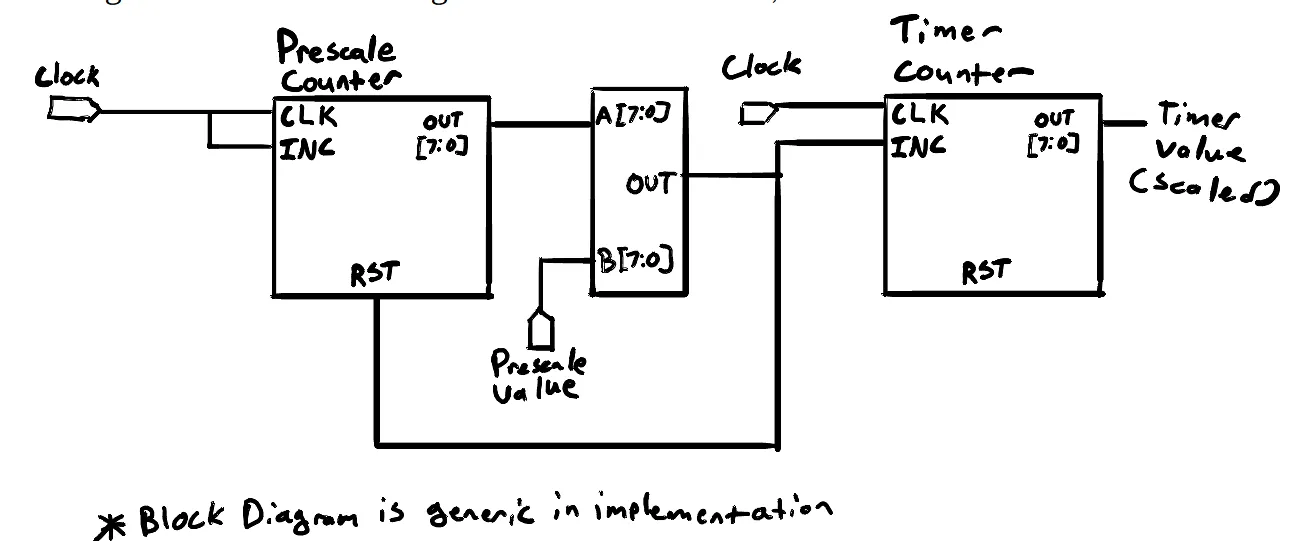 Clock
Prescale
Counter
CLK
INC
OUT
[7:0]
RST
A[7:0]
OUT
B[7:0]
Prescale
Value
Clock
Timer
Counter
CLK
INC
OUT
[7:0]
RST
Timer
Value
(Scaled)
* Block Diagram is generic in implementation